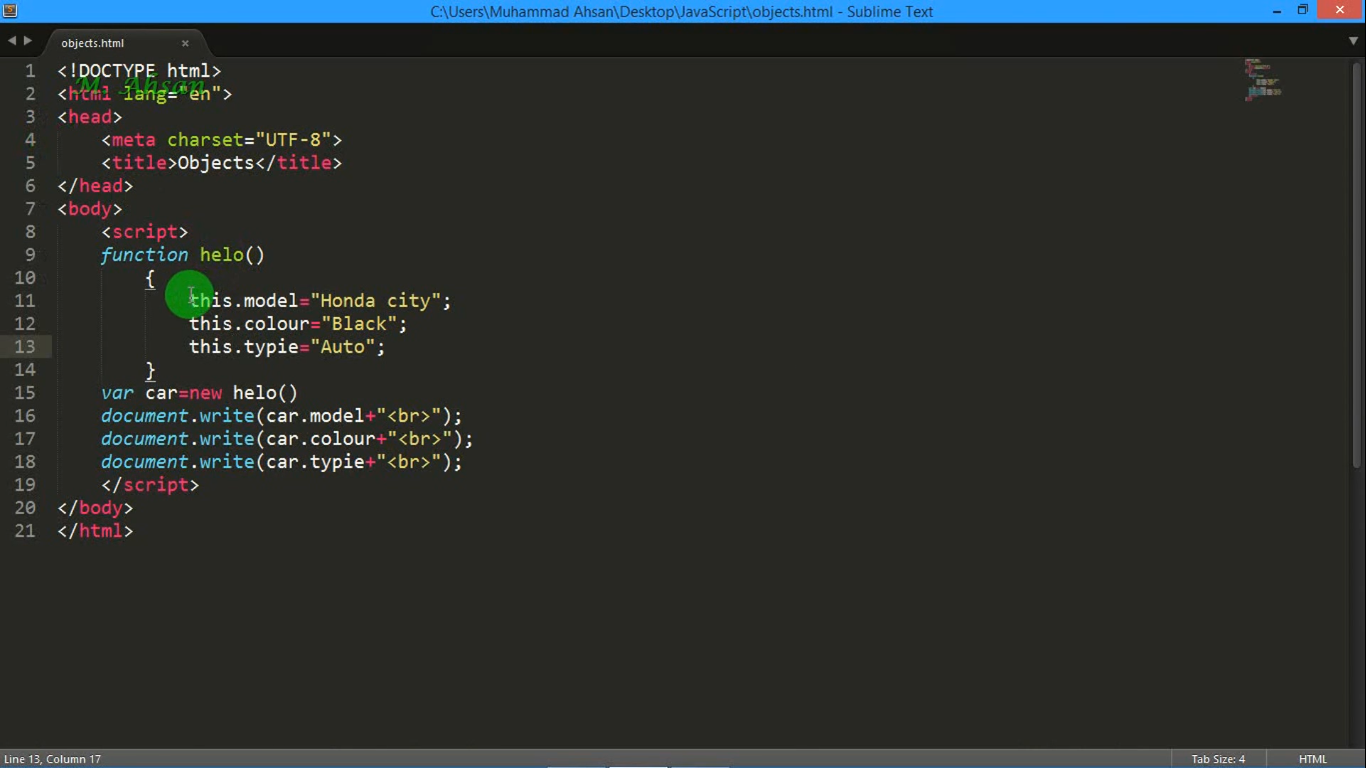 C:\Users\Muhammad Ahsan\Desktop\JavaScript\objects.html - Sublime Text
objects.html ×
1 <!DOCTYPE html>
M. Ahsan
2 <html lang="en">
3 <head>
4     <meta charset="UTF-8">
5     <title>Objects</title>
6 </head>
7 <body>
8     <script>
9     function helo()
10         {
11             this.model="Honda city";
12             this.colour="Black";
13             this.typie="Auto";
14         }
15     var car=new helo()
16     document.write(car.model+"<br>");
17     document.write(car.colour+"<br>");
18     document.write(car.typie+"<br>");
19     </script>
20 </body>
21 </html>
Line 13, Column 17 Tab Size: 4 HTML